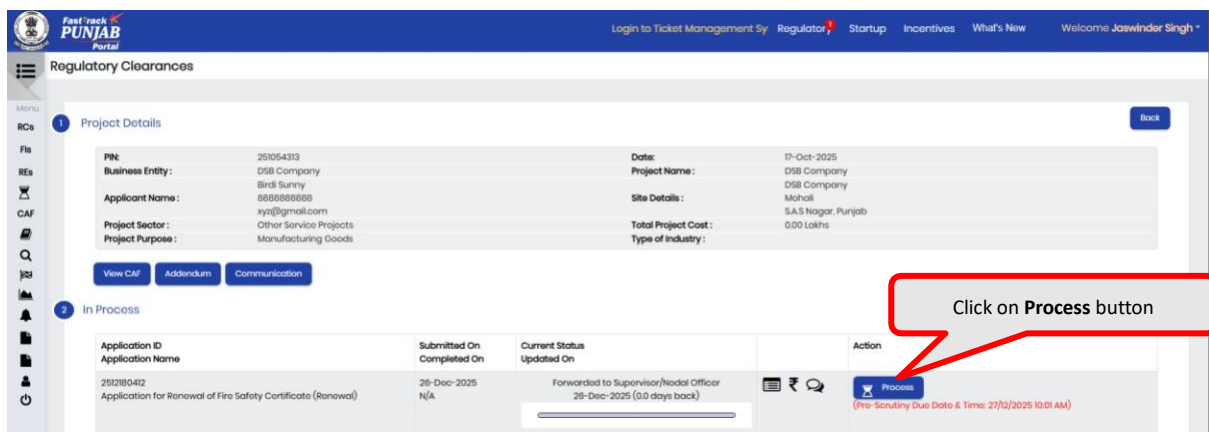 Fast Track
PUNJAB
Portal
Login to Ticket Management Sy Regulatory Startup Incentives What's New Welcome Jaswinder Singh
Regulatory Clearances
Menu
RCs
FIs
REs
CAF
1 Project Details
Back
PIN: 251054313 Date: 17-Oct-2025
Business Entity : DSB Company Project Name : DSB Company
Applicant Name : Birdi Sunny
8888888888
xyz@gmail.com
Site Details : DSB Company
Mohali
S.A.S Nagar, Punjab
Project Sector : Other Service Projects Total Project Cost : 0.00 Lakhs
Project Purpose : Manufacturing Goods Type of Industry :
View CAF Addendum Communication
Click on Process button
2 In Process
Application ID Submitted On Current Status Action
Application Name Completed On Updated On
2512180412 26-Dec-2025 Forwarded to Supervisor/Nodal Officer ₹ Process
Application for Renewal of Fire Safety Certificate (Renewal) N/A 26-Dec-2025 (0.0 days back)
(Pre-Scrutiny Due Date & Time: 27/12/2025 10:01 AM)